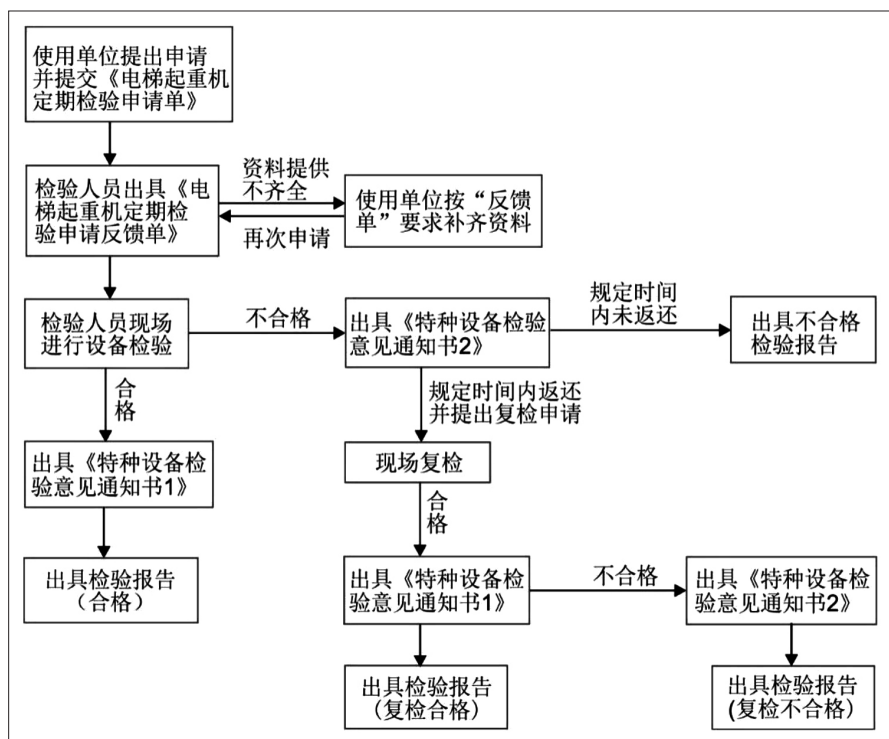 使用单位提出申请
并提交《电梯起重机
定期检验申请单》
检验人员出具《电
梯起重机定期检
验申请反馈单》
资料提供
不齐全
再次申请
使用单位按“反馈
单”要求补齐资料
检验人员现场
进行设备检验
不合格
出具《特种设备检验
意见通知书2》
规定时间
内未返还
出具不合格
检验报告
合
格
规定时间内返还
并提出复检申请
出具《特种设备检
验意见通知书1》
现场复检
合
格
出具检验报告
（合格）
出具《特种设备检
验意见通知书1》
不合格
出具《特种设备检
验意见通知书2》
出具检验报告
（复检合格）
出具检验报告
(复检不合格）